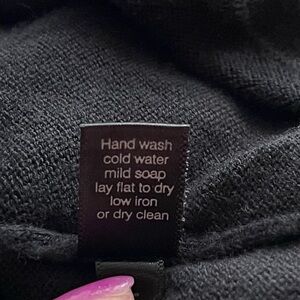 Hand wash
cold water
mild soap
lay flat to dry
low iron
or dry clean